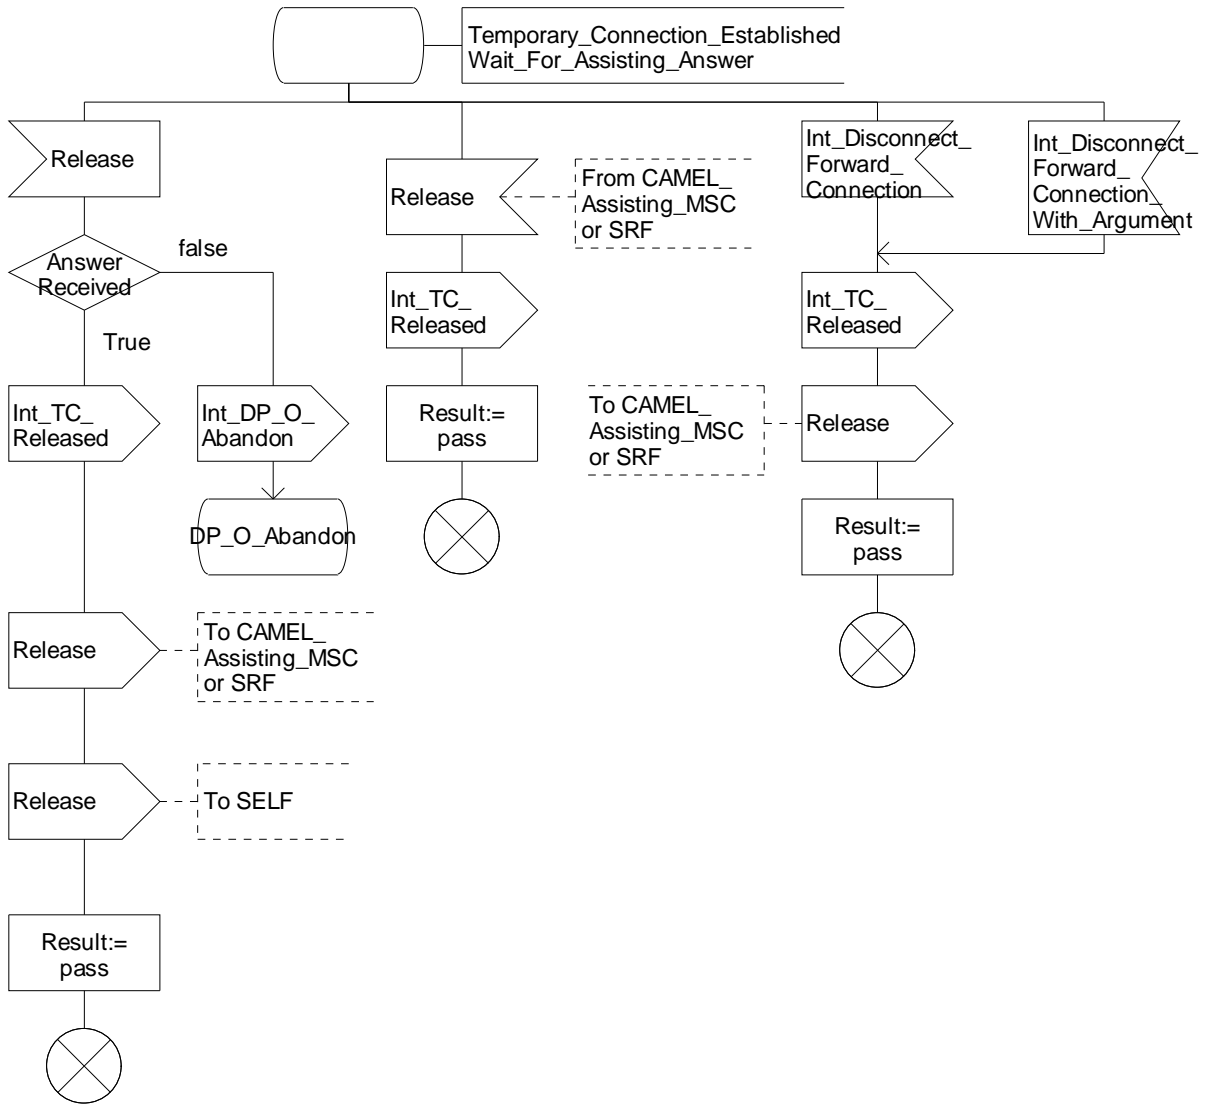 Temporary_Connection_Established
Wait_For_Assisting_Answer
Release
Answer
Received
false
True
Int_TC_
Released
Int_DP_O_
Abandon
DP_O_Abandon
Release
To CAMEL_
Assisting_MSC
or SRF
Release
To SELF
Result:=
pass
Release
From CAMEL_
Assisting_MSC
or SRF
Int_TC_
Released
Result:=
pass
Int_Disconnect_
Forward_
Connection
Int_Disconnect_
Forward_
Connection_
With_Argument
Int_TC_
Released
To CAMEL_
Assisting_MSC
or SRF
Release
Result:=
pass